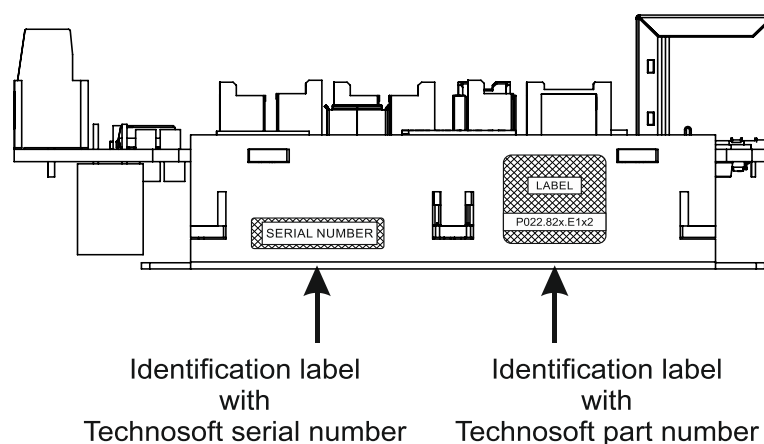 LABEL
P022.82x.E1x2
SERIAL NUMBER
Identification label
with
Technosoft serial number
Identification label
with
Technosoft part number